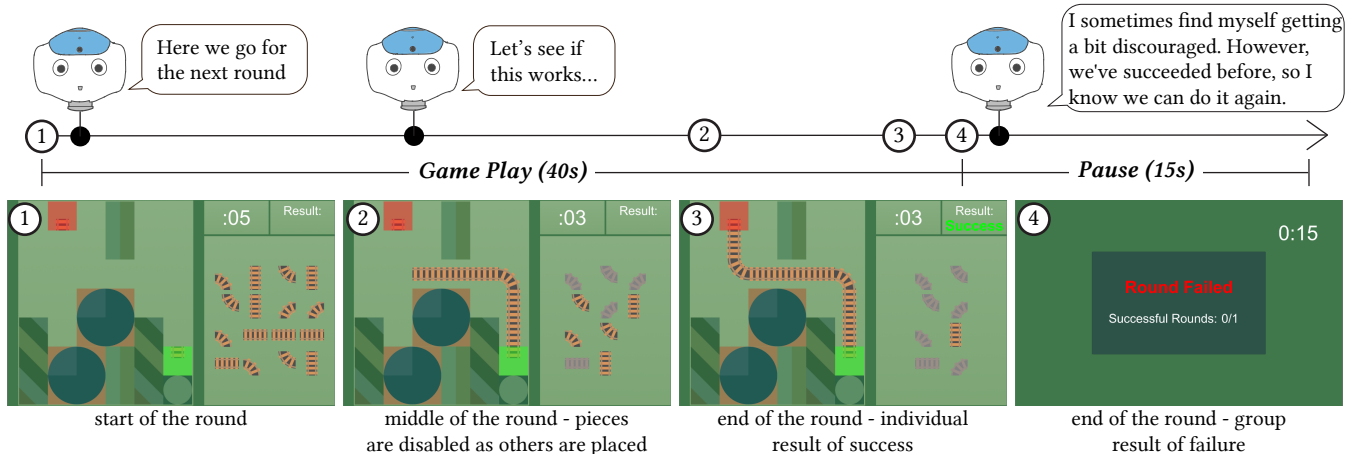 Here we go for
the next round
Let's see if
this works...
I sometimes find myself getting
a bit discouraged. However,
we've succeeded before, so I
know we can do it again.
1
2
3
4
Game Play (40s)
Pause (15s)
1
:05
Result:
2
:03
Result:
3
:03
Result:
Success
4
0:15
Round Failed
Successful Rounds: 0/1
start of the round
middle of the round - pieces
are disabled as others are placed
end of the round - individual
result of success
end of the round - group
result of failure